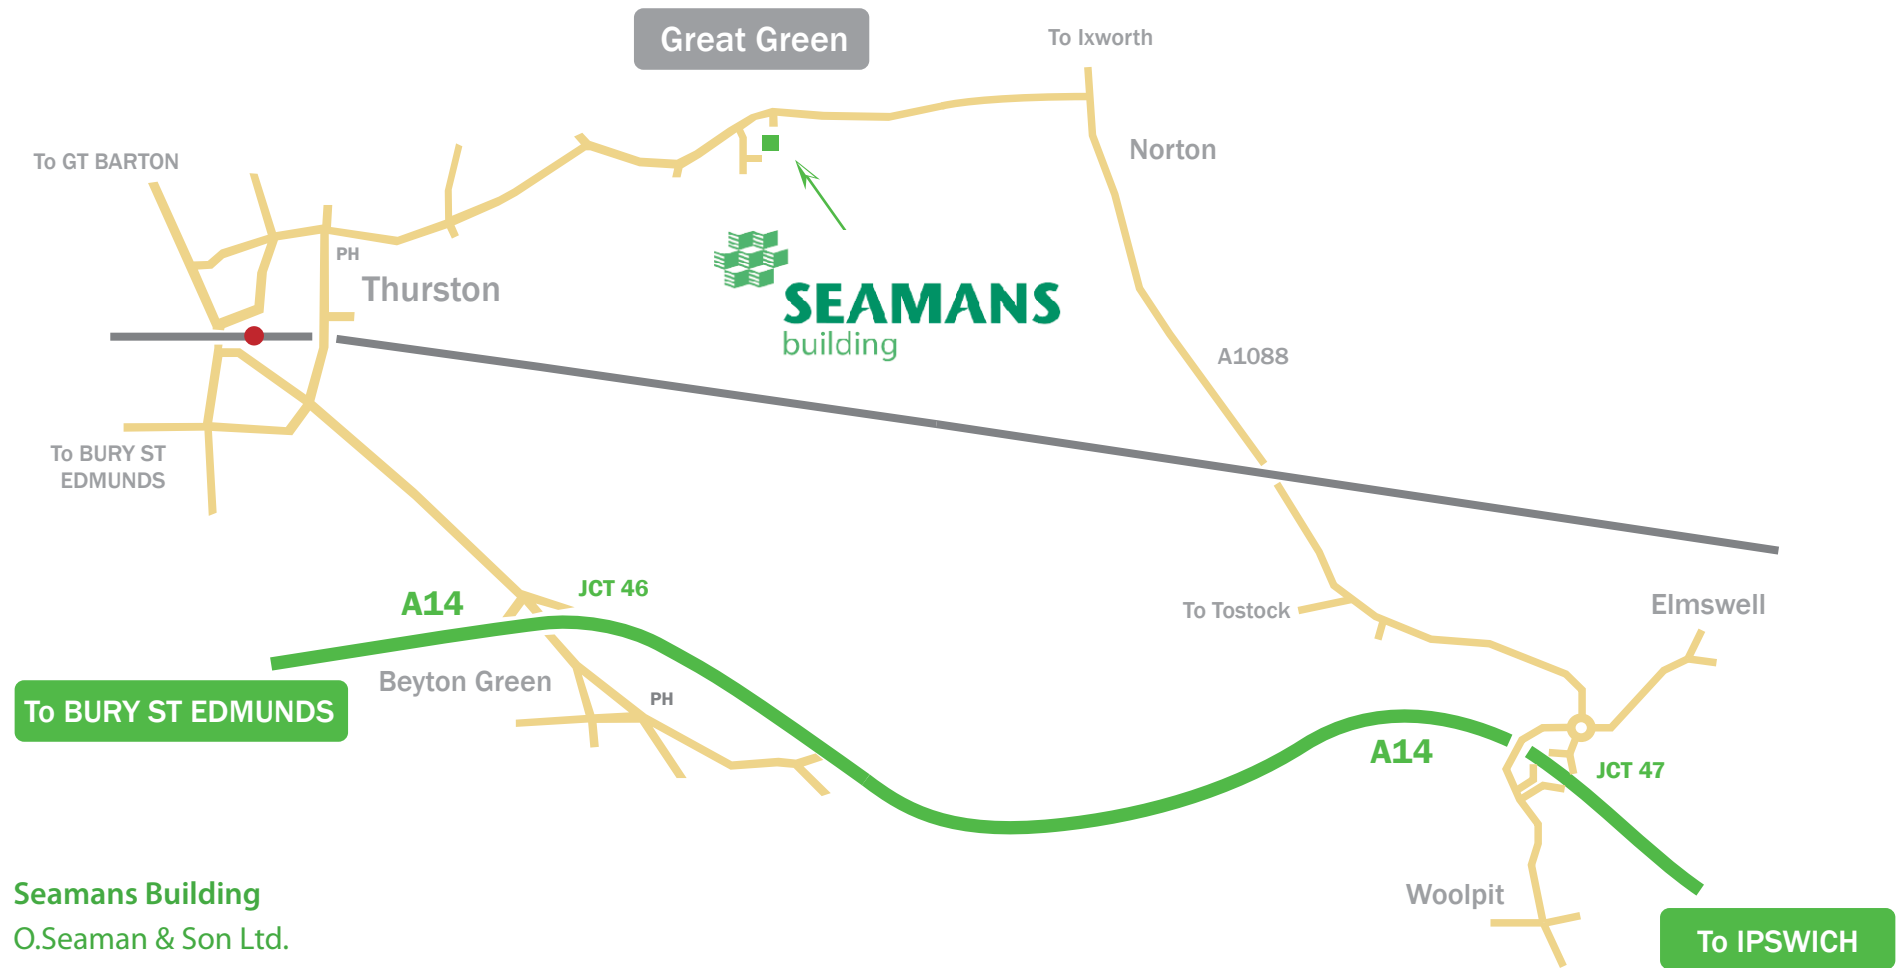 Great Green
To Ixworth
Norton
To GT BARTON
PH
Thurston
SEAMANS
building
A1088
To BURY ST
EDMUNDS
JCT 46
A14
To Tostock
Elmswell
Beyton Green
PH
To BURY ST EDMUNDS
A14
JCT 47
Seamans Building
O.Seaman & Son Ltd.
Woolpit
To IPSWICH